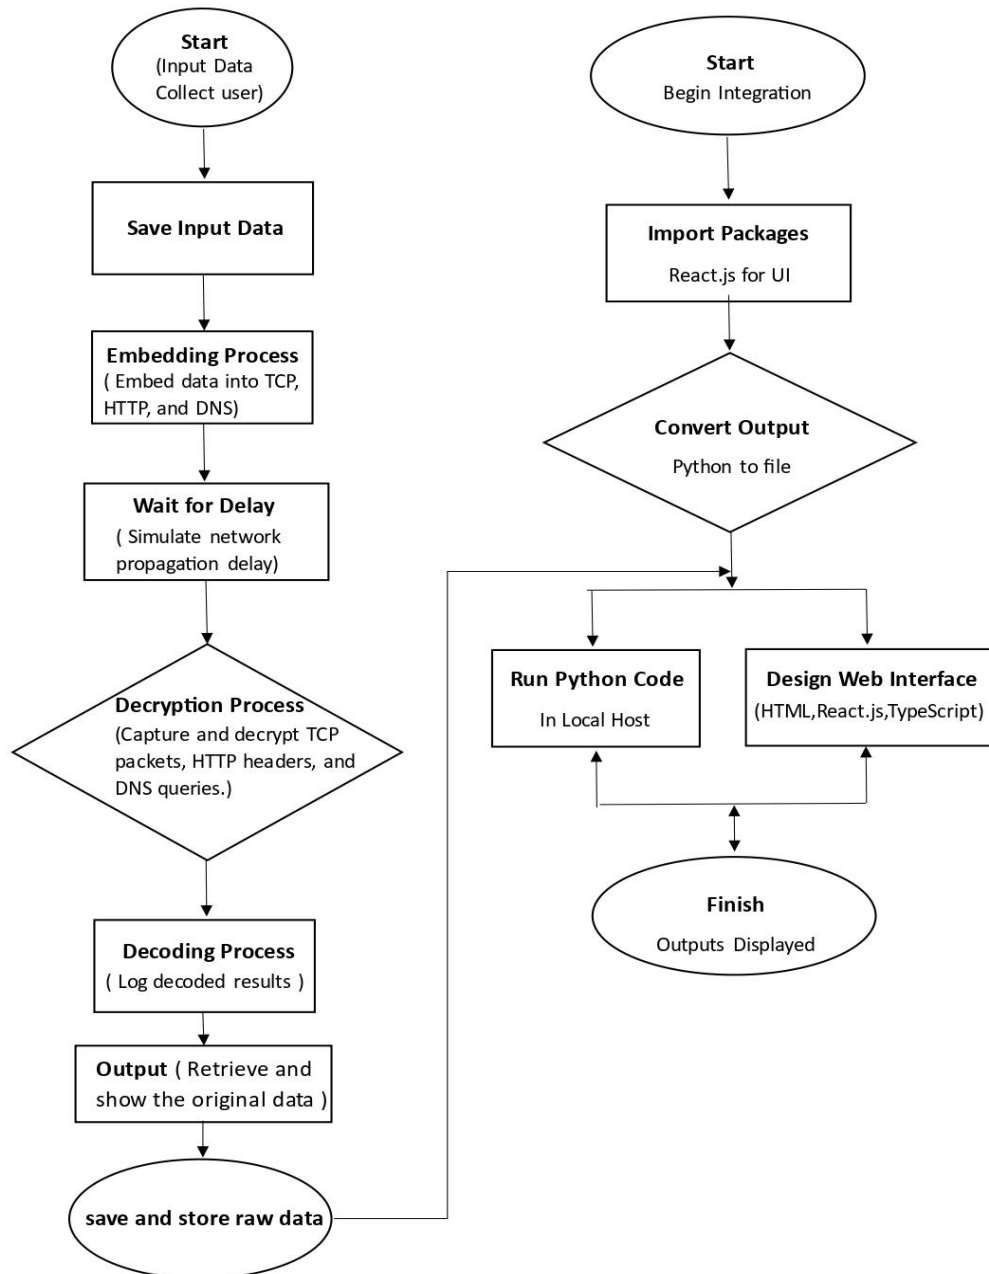 Start
(Input Data
Collect user)
Save Input Data
Embedding Process
( Embed data into TCP,
HTTP, and DNS)
Wait for Delay
( Simulate network
propagation delay)
Decryption Process
(Capture and decrypt TCP
packets, HTTP headers, and
DNS queries.)
Decoding Process
( Log decoded results )
Output ( Retrieve and
show the original data )
save and store raw data
Start
Begin Integration
Import Packages
React.js for UI
Convert Output
Python to file
Run Python Code
In Local Host
Design Web Interface
(HTML,React.js,TypeScript)
Finish
Outputs Displayed